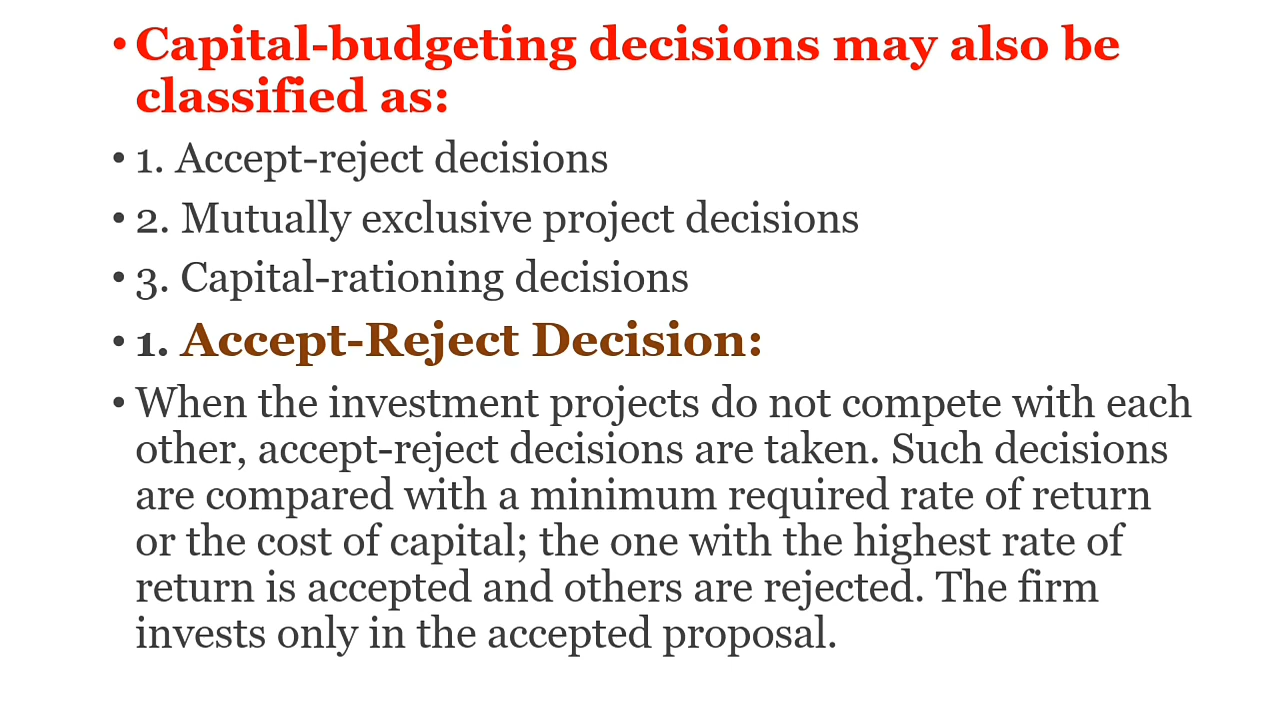 • Capital-budgeting decisions may also be
classified as:
• 1. Accept-reject decisions
• 2. Mutually exclusive project decisions
• 3. Capital-rationing decisions
• 1. Accept-Reject Decision:
• When the investment projects do not compete with each
other, accept-reject decisions are taken. Such decisions
are compared with a minimum required rate of return
or the cost of capital; the one with the highest rate of
return is accepted and others are rejected. The firm
invests only in the accepted proposal.